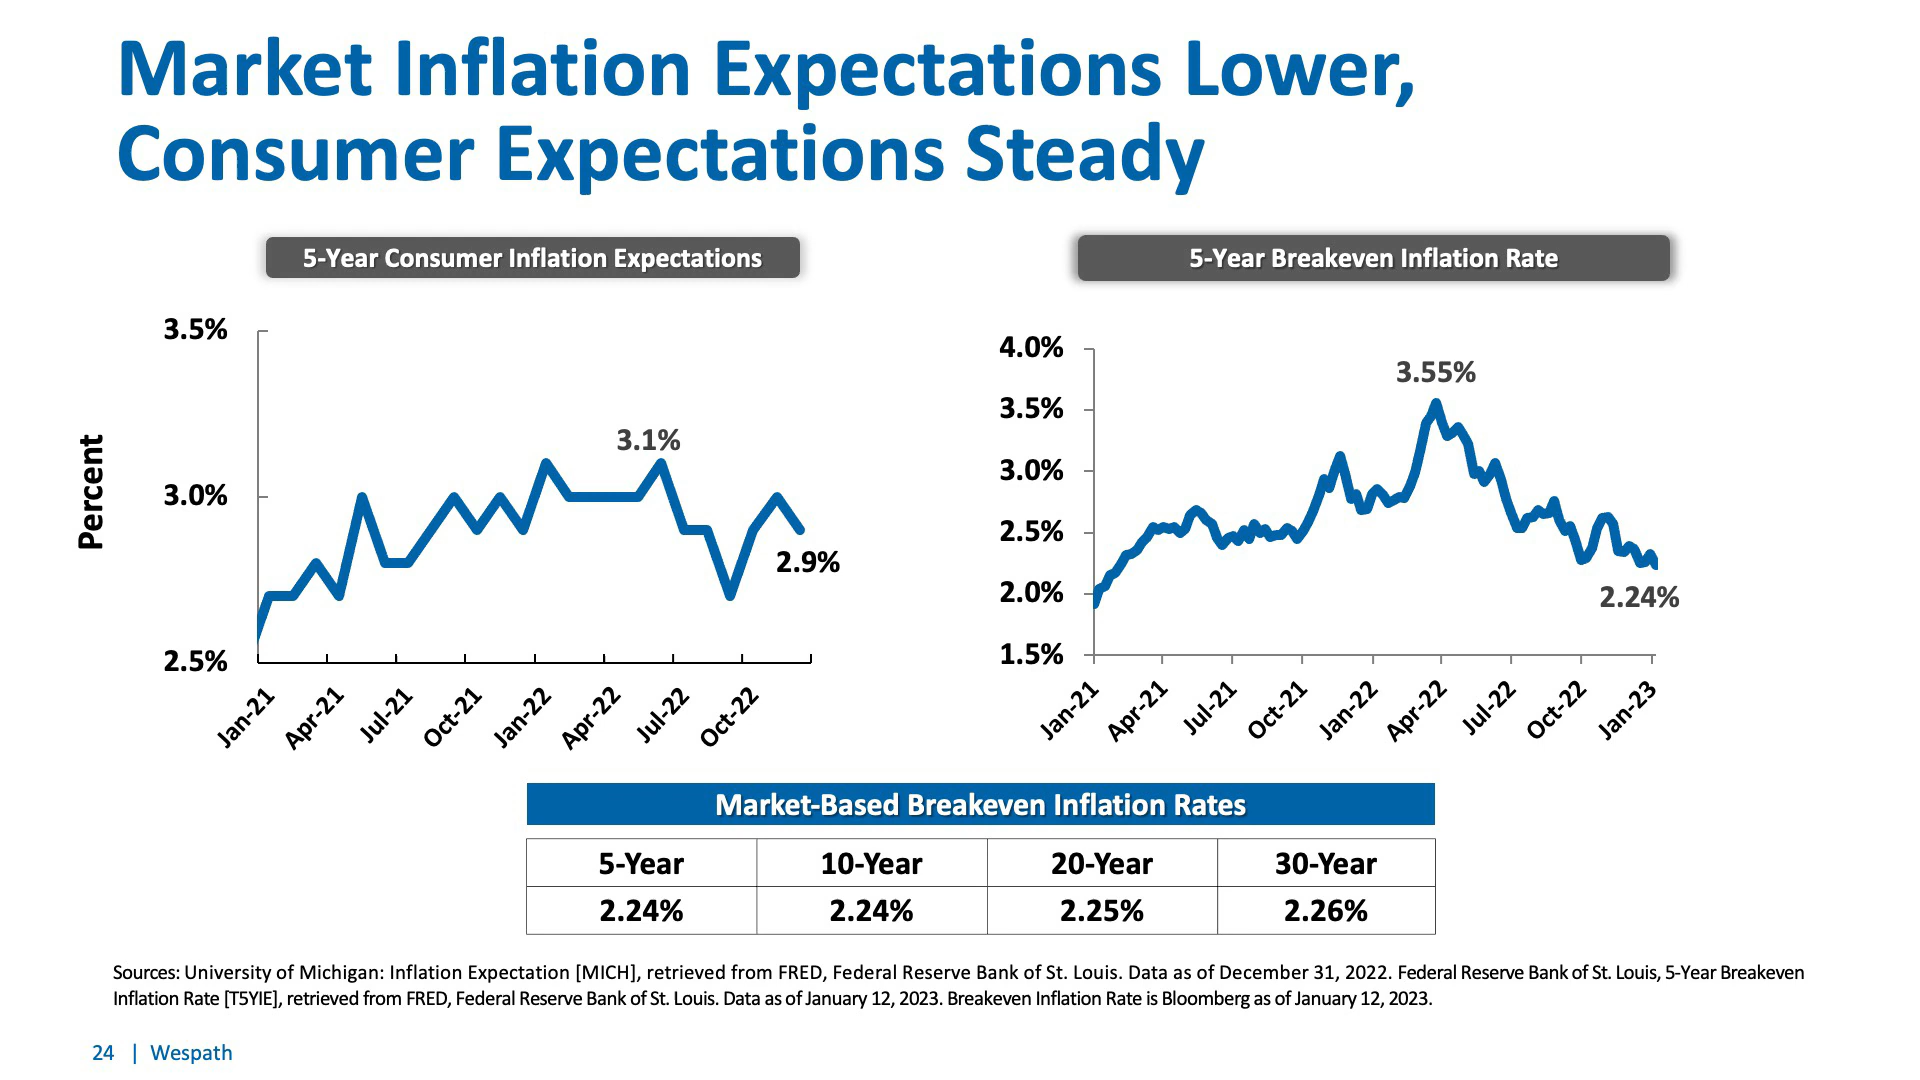 Market Inflation Expectations Lower,
Consumer Expectations Steady
5-Year Consumer Inflation Expectations
Percent
3.5%
3.0%
2.5%
3.1%
2.9%
Jan-21
Apr-21
Jul-21
Oct-21
Jan-22
Apr-22
Jul-22
Oct-22
5-Year Breakeven Inflation Rate
4.0%
3.5%
3.0%
2.5%
2.0%
1.5%
3.55%
2.24%
Jan-21
Apr-21
Jul-21
Oct-21
Jan-22
Apr-22
Jul-22
Oct-22
Jan-23
Market-Based Breakeven Inflation Rates
5-Year 10-Year 20-Year 30-Year
2.24% 2.24% 2.25% 2.26%
Sources: University of Michigan: Inflation Expectation [MICH], retrieved from FRED, Federal Reserve Bank of St. Louis. Data as of December 31, 2022. Federal Reserve Bank of St. Louis, 5-Year Breakeven
Inflation Rate [T5YIE], retrieved from FRED, Federal Reserve Bank of St. Louis. Data as of January 12, 2023. Breakeven Inflation Rate is Bloomberg as of January 12, 2023.
24 | Wespath